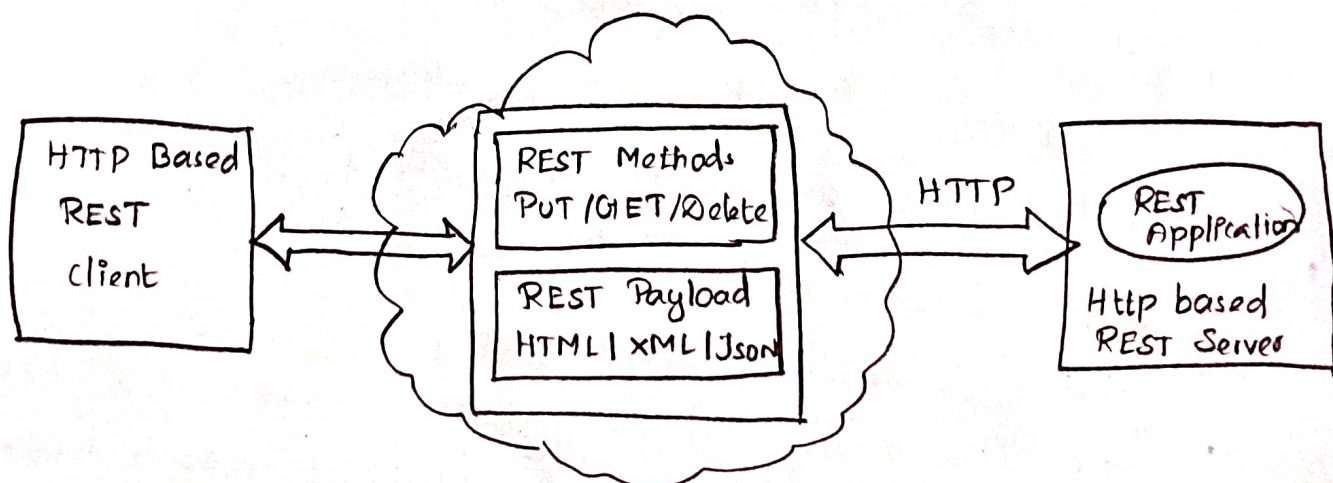 HTTP Based
REST
Client
REST Methods
PUT/GET/Delete
REST Payload
HTML|XML|Json
HTTP
REST
Application
Http based
REST Server